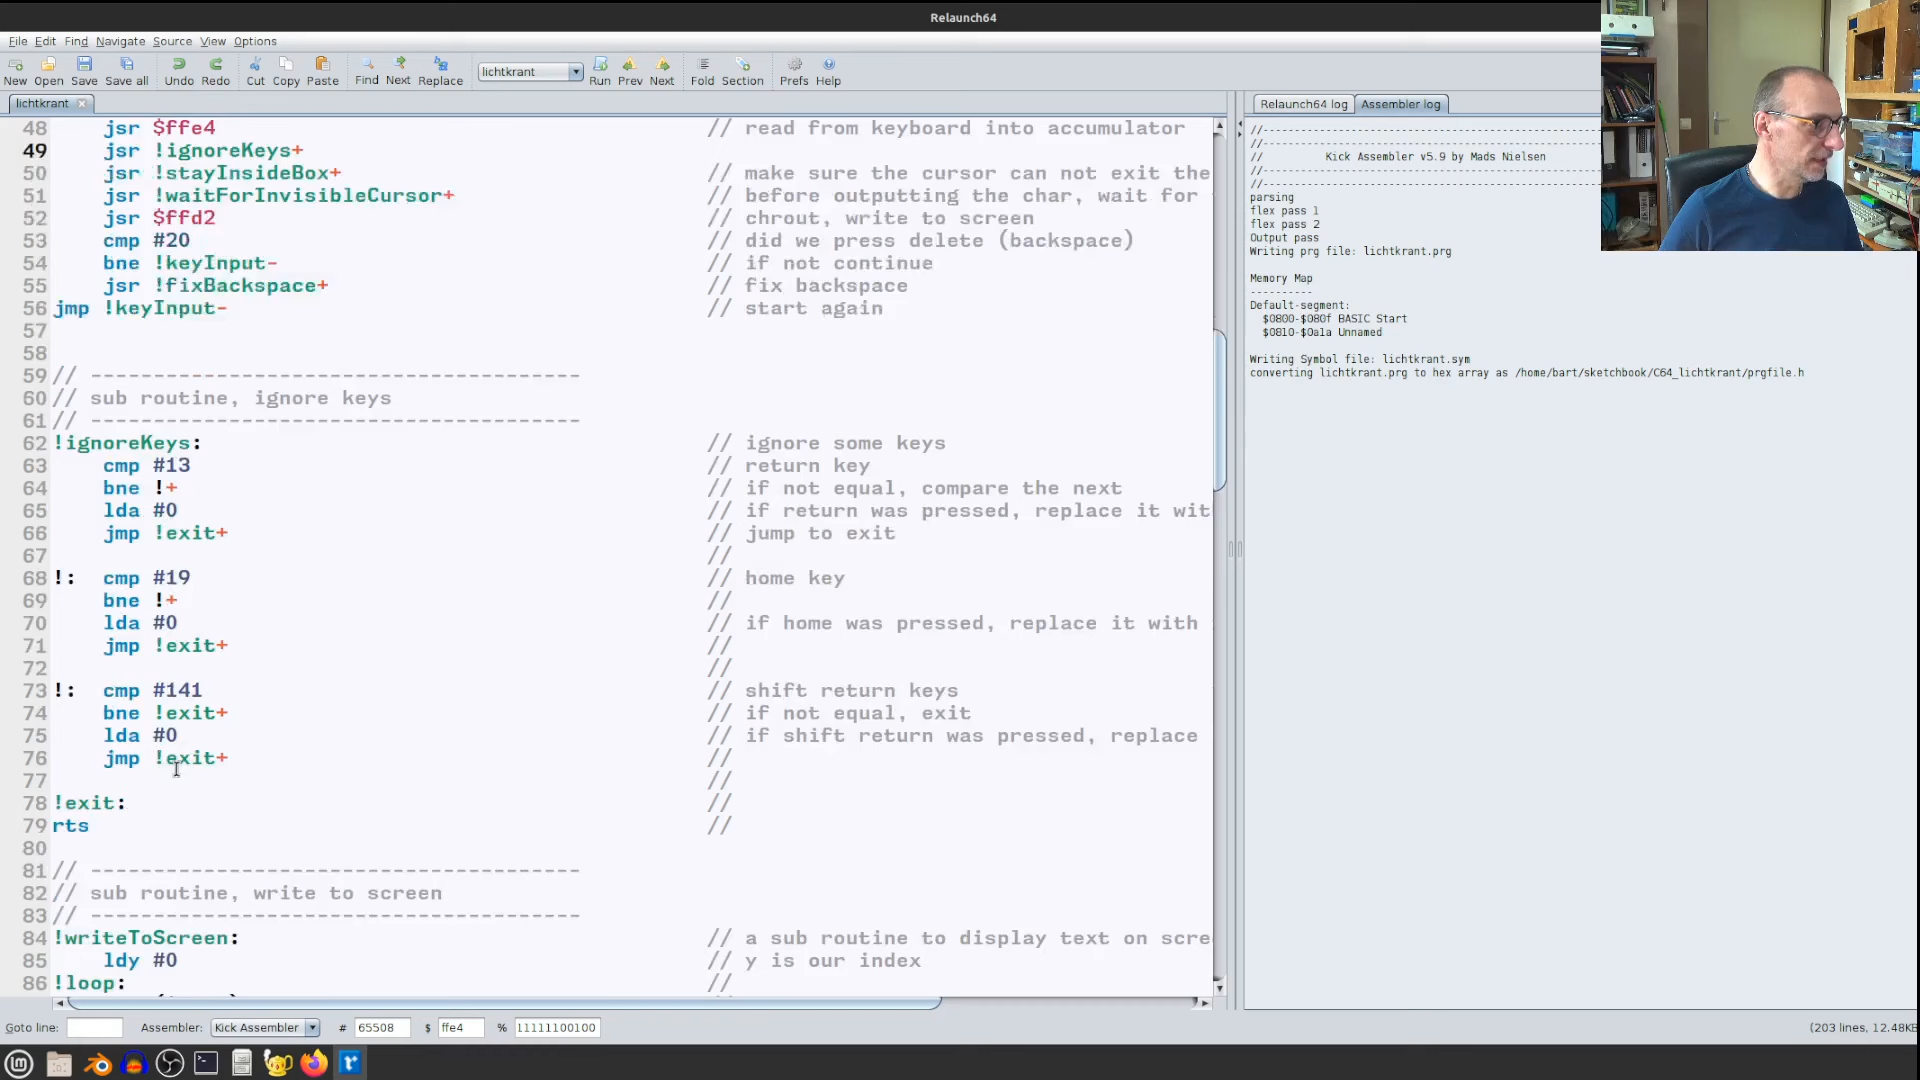 Relaunch64
File Edit Find Navigate Source View Options
New Open Save Save all Undo Redo Cut Copy Paste Find Next Replace lichtkrant Run Prev Next Fold Section Prefs Help
lichtkrant
Relaunch64 log Assembler log
48 jsr $ffe4 // read from keyboard into accumulator
49 jsr !ignoreKeys+
50 jsr !stayInsideBox+ // make sure the cursor can not exit the
51 jsr !waitForInvisibleCursor+ // before outputting the char, wait for
52 jsr $ffd2 // chrout, write to screen
53 cmp #20 // did we press delete (backspace)
54 bne !keyInput- // if not continue
55 jsr !fixBackspace+ // fix backspace
56 jmp !keyInput- // start again
57
58
59 // ---------------------------------------
60 // sub routine, ignore keys
61 // ---------------------------------------
62 !ignoreKeys: // ignore some keys
63 cmp #13 // return key
64 bne !+ // if not equal, compare the next
65 lda #0 // if return was pressed, replace it wit
66 jmp !exit+ // jump to exit
67 //
68 !: cmp #19 // home key
69 bne !+ //
70 lda #0 // if home was pressed, replace it with
71 jmp !exit+ //
72 //
73 !: cmp #141 // shift return keys
74 bne !exit+ // if not equal, exit
75 lda #0 // if shift return was pressed, replace
76 jmp !exit+ //
77 //
78 !exit: //
79 rts //
80
81 // ---------------------------------------
82 // sub routine, write to screen
83 // ---------------------------------------
84 !writeToScreen: // a sub routine to display text on scre
85 ldy #0 // y is our index
86 !loop: //
//------------------------------------------------------
//------------------------------------------------------
// Kick Assembler v5.9 by Mads Nielsen
//------------------------------------------------------
//------------------------------------------------------
parsing
flex pass 1
flex pass 2
Output pass
Writing prg file: lichtkrant.prg
Memory Map
----------
Default-segment:
$0800-$080f BASIC Start
$0810-$0a1a Unnamed
Writing Symbol file: lichtkrant.sym
converting lichtkrant.prg to hex array as /home/bart/sketchbook/C64_lichtkrant/prgfile.h
Goto line: Assembler: Kick Assembler # 65508 $ ffe4 % 11111100100 (203 lines, 12.48KB